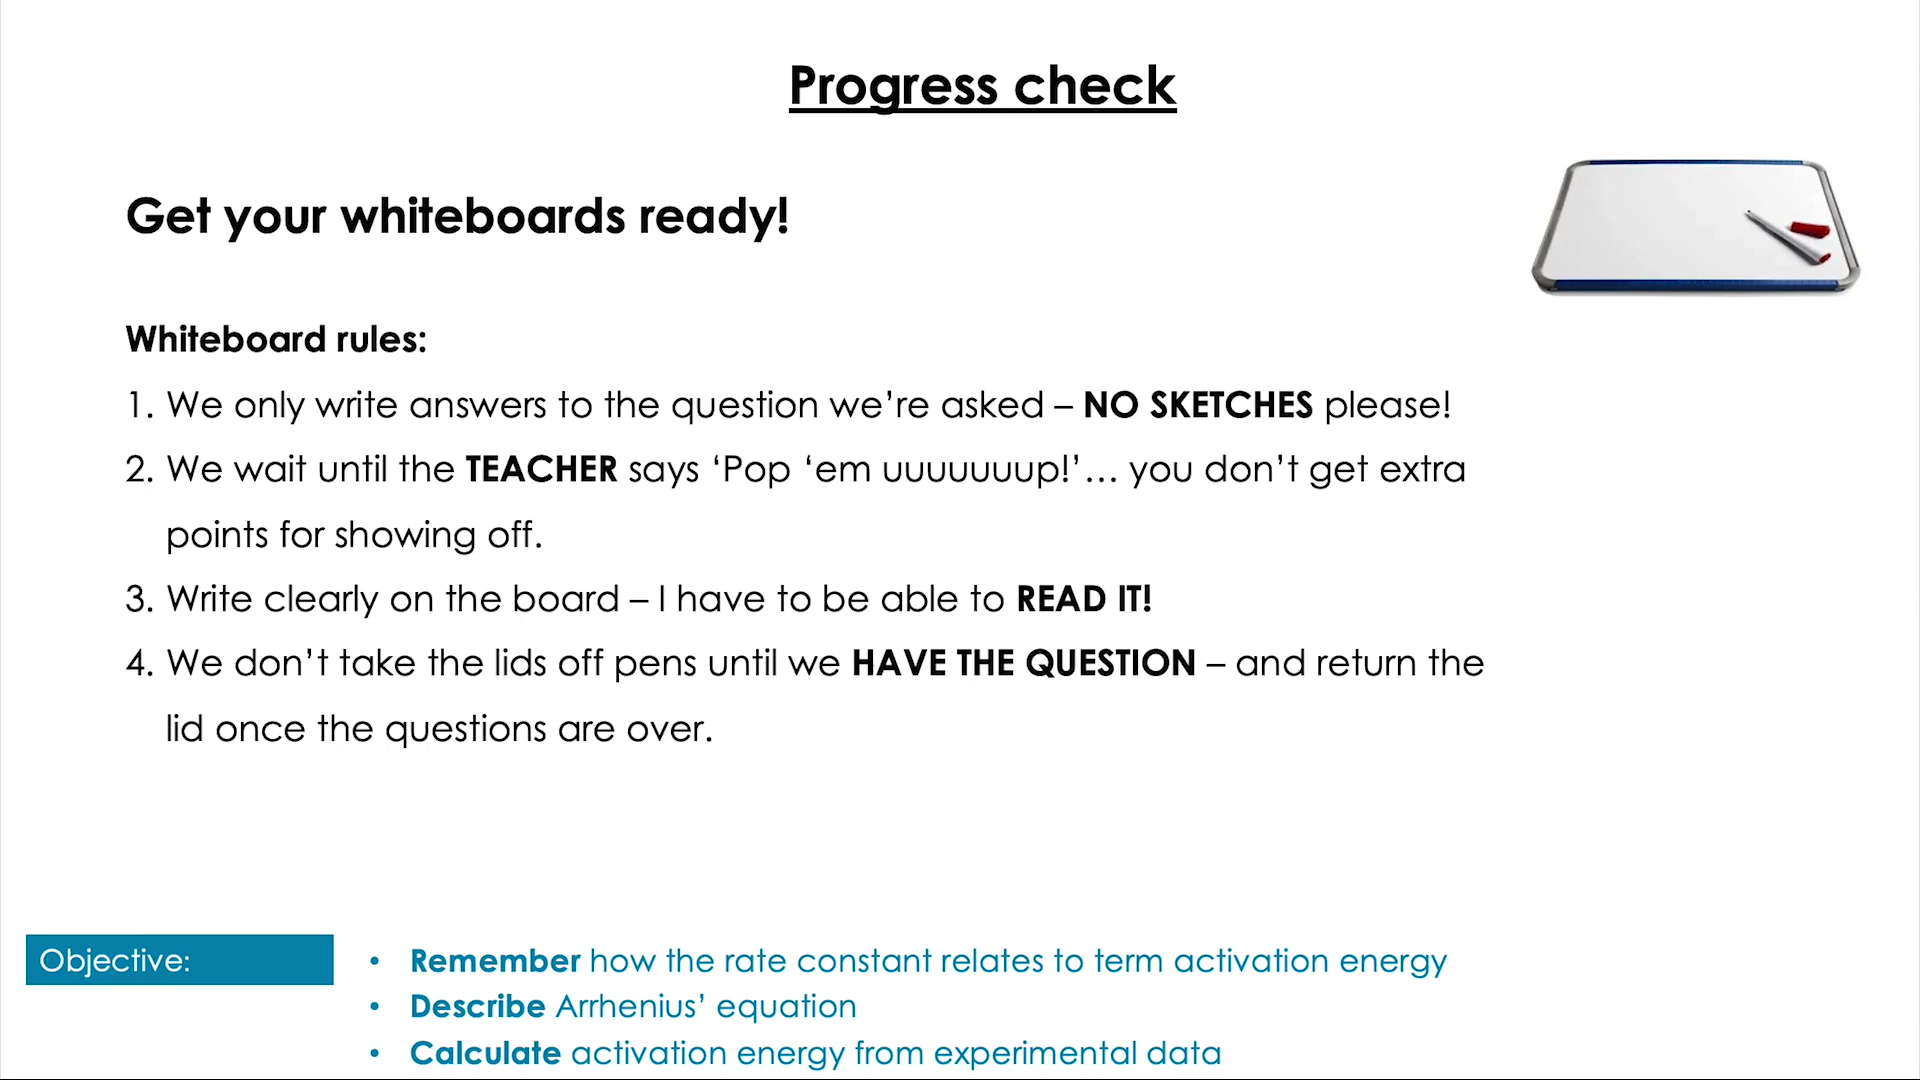 Progress check
Get your whiteboards ready!
Whiteboard rules:
1. We only write answers to the question we’re asked – NO SKETCHES please!
2. We wait until the TEACHER says ‘Pop ‘em uuuuuuup!’… you don’t get extra
points for showing off.
3. Write clearly on the board – I have to be able to READ IT!
4. We don’t take the lids off pens until we HAVE THE QUESTION – and return the
lid once the questions are over.
Objective:
• Remember how the rate constant relates to term activation energy
• Describe Arrhenius’ equation
• Calculate activation energy from experimental data